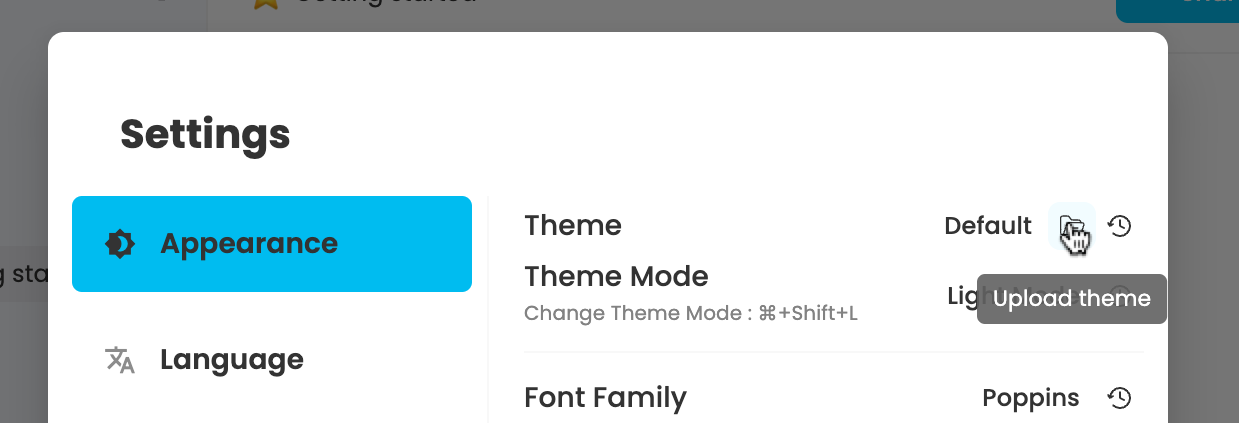 Settings
Appearance
Language
Theme
Default
Theme Mode
Change Theme Mode : ⌘+Shift+L
Upload theme
Font Family
Poppins